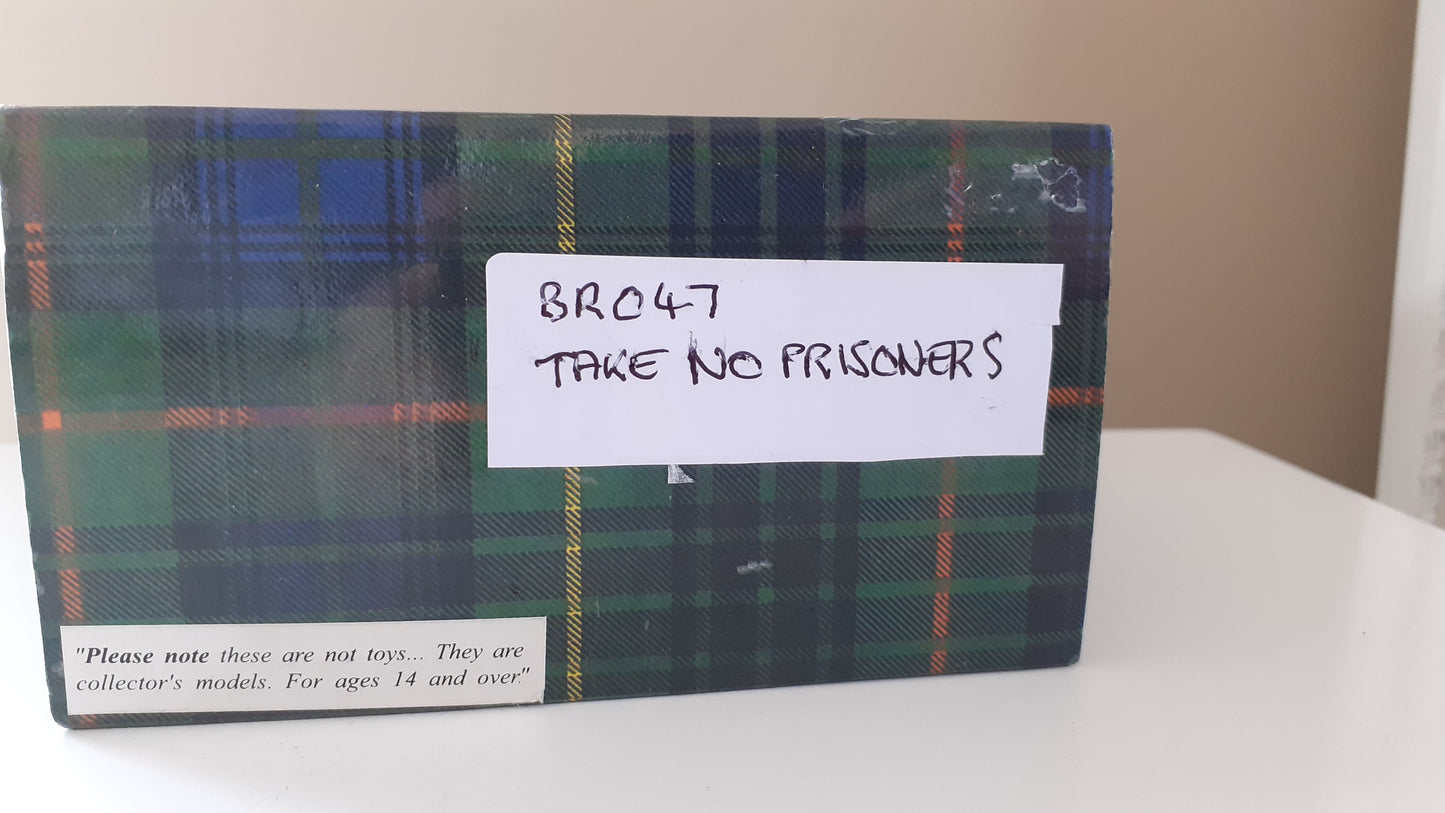 BR047
TAKE NO PRISONERS
"Please note these are not toys... They are
collector's models. For ages 14 and over."